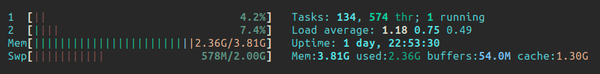 1 [|| 4.2%] Tasks: 134, 574 thr; 1 running
2 [|||| 7.4%] Load average: 1.18 0.75 0.49
Mem[||||||||||||||||||||||||||||||2.36G/3.81G] Uptime: 1 day, 22:53:30
Swp[||||||||||||| 578M/2.00G] Mem:3.81G used:2.36G buffers:54.0M cache:1.30G